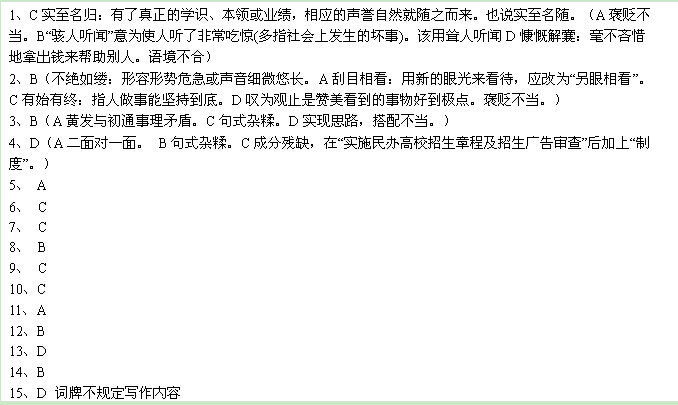 1、C实至名归：有了真正的学识、本领或业绩，相应的声誉自然就随之而来。也说实至名随。（A褒贬不
当。B“骇人听闻”意为使人听了非常吃惊(多指社会上发生的坏事)。该用耸人听闻D慷慨解囊：毫不吝惜
地拿出钱来帮助别人。语境不合）
2、B（不绝如缕：形容形势危急或声音细微悠长。A刮目相看：用新的眼光来看待，应改为“另眼相看”。
C有始有终：指人做事能坚持到底。D叹为观止是赞美看到的事物好到极点。褒贬不当。）
3、B（A黄发与初通事理矛盾。C句式杂糅。D实现思路，搭配不当。）
4、D（A二面对一面。 B句式杂糅。C成分残缺，在“实施民办高校招生章程及招生广告审查”后加上“制
度”。）
5、 A
6、 C
7、 C
8、 B
9、 C
10、C
11、A
12、B
13、D
14、B
15、D 词牌不规定写作内容